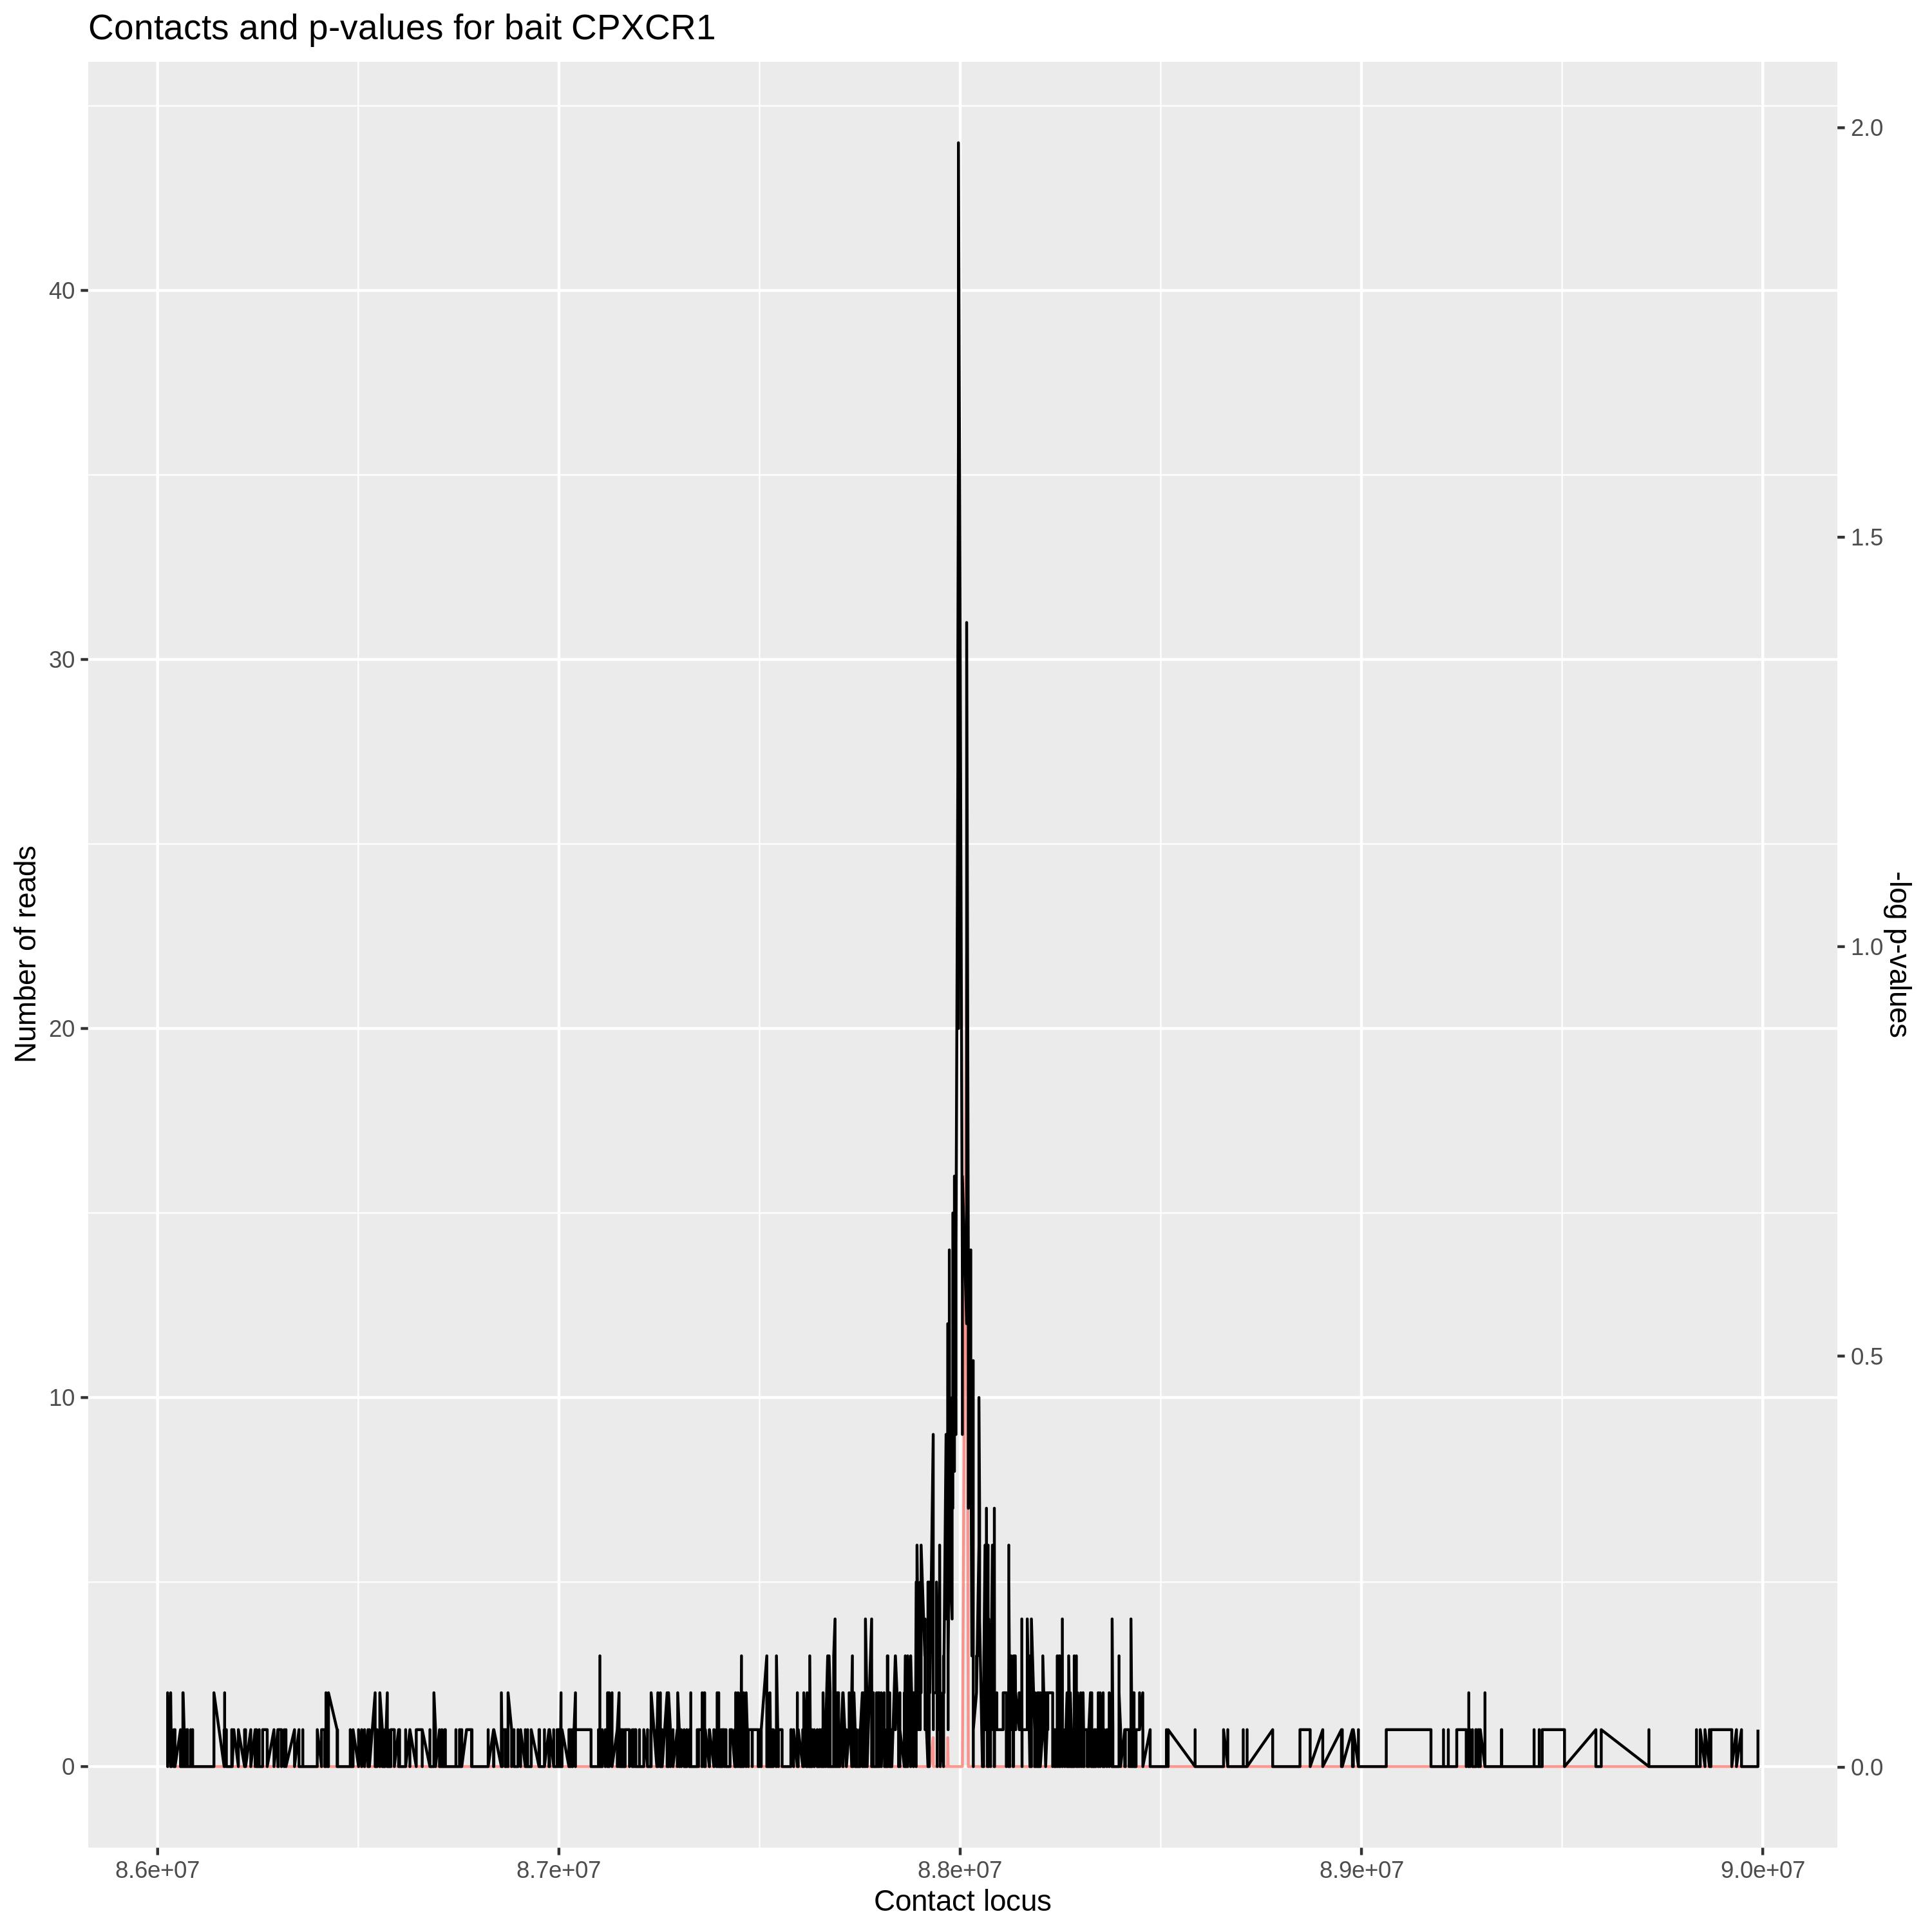 Contacts and p-values for bait CPXCR1
40
30
20
10
0
Number of reads
2.0
1.5
1.0
0.5
0.0
-log p-values
8.6e+07
8.7e+07
8.8e+07
8.9e+07
9.0e+07
Contact locus